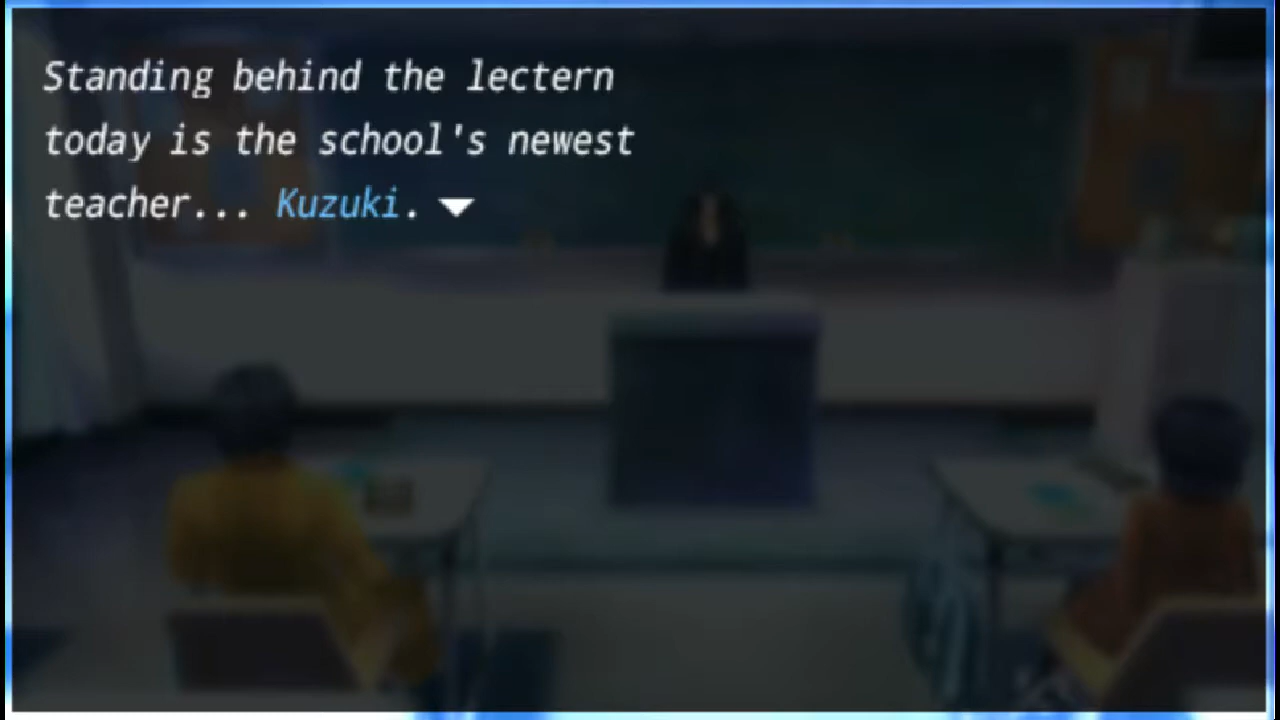 Standing behind the lectern
today is the school's newest
teacher... Kuzuki.